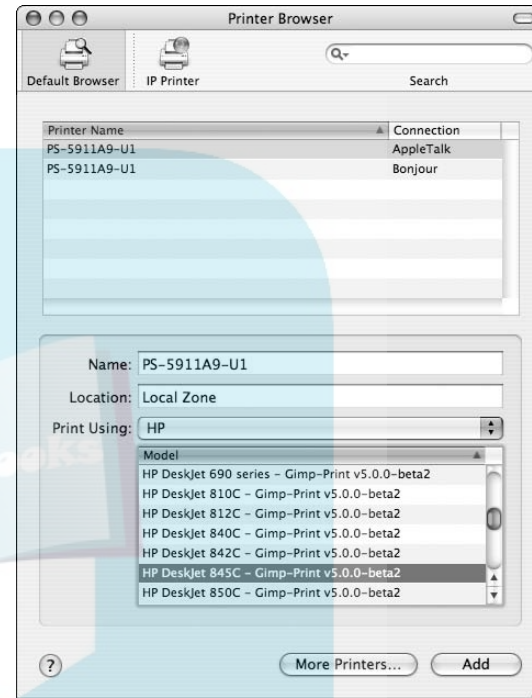 Printer Browser
Default Browser
IP Printer
Search
Printer Name Connection
PS-5911A9-U1 AppleTalk
PS-5911A9-U1 Bonjour
Name: PS-5911A9-U1
Location: Local Zone
Print Using: HP
Model
HP DeskJet 690 series - Gimp-Print v5.0.0-beta2
HP DeskJet 810C - Gimp-Print v5.0.0-beta2
HP DeskJet 812C - Gimp-Print v5.0.0-beta2
HP DeskJet 840C - Gimp-Print v5.0.0-beta2
HP DeskJet 842C - Gimp-Print v5.0.0-beta2
HP DeskJet 845C - Gimp-Print v5.0.0-beta2
HP DeskJet 850C - Gimp-Print v5.0.0-beta2
? More Printers... Add